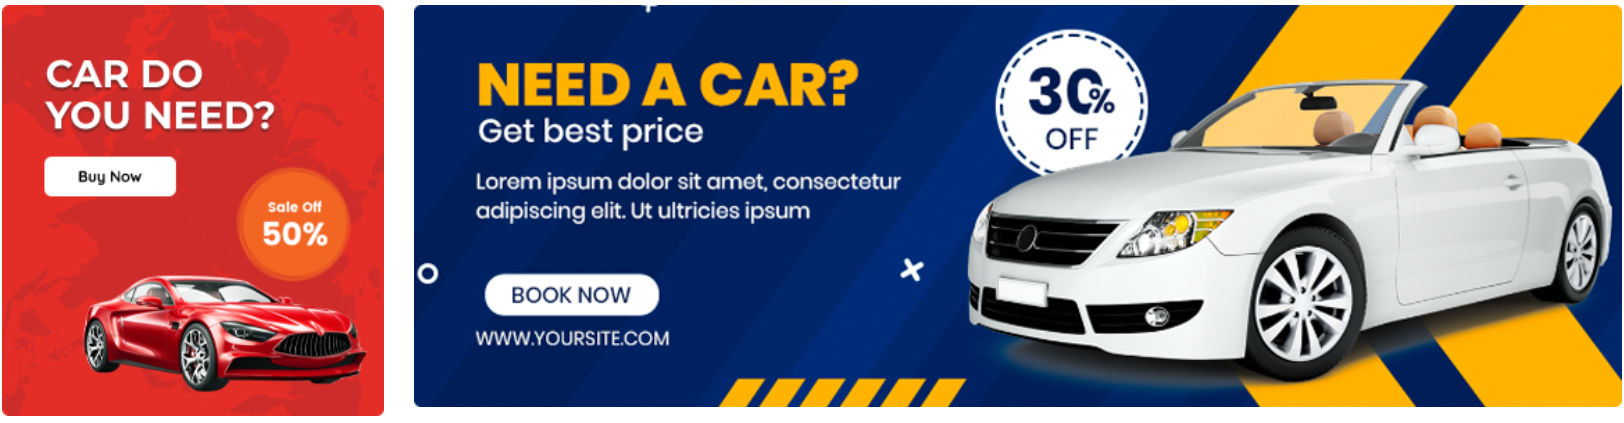 CAR DO
YOU NEED?
Buy Now
Sale Off
50%
NEED A CAR?
Get best price
Lorem ipsum dolor sit amet, consectetur
adipiscing elit. Ut ultricies ipsum
BOOK NOW
WWW.YOURSITE.COM
30%
OFF